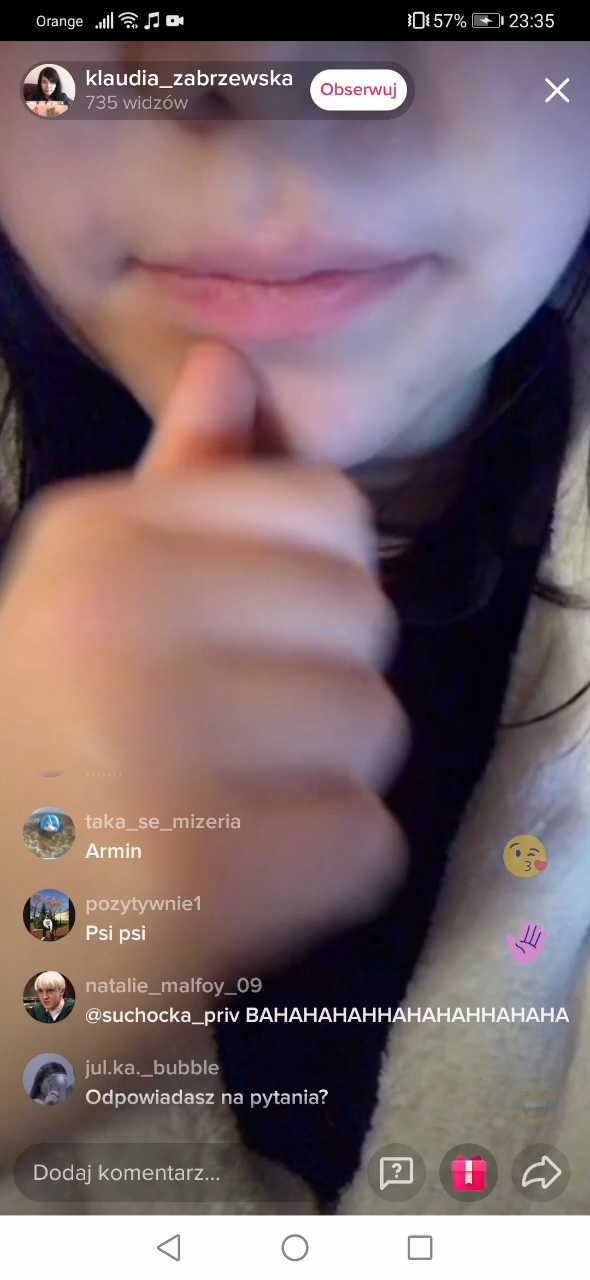 Orange 57% 23:35
klaudia_zabrzewska
735 widzów
Obserwuj
taka_se_mizeria
Armin
pozytywnie1
Psi psi
natalie_malfoy_09
@suchocka_priv BAHAHAHAHHAHAHAHHAHAHA
jul.ka._bubble
Odpowiadasz na pytania?
Dodaj komentarz...